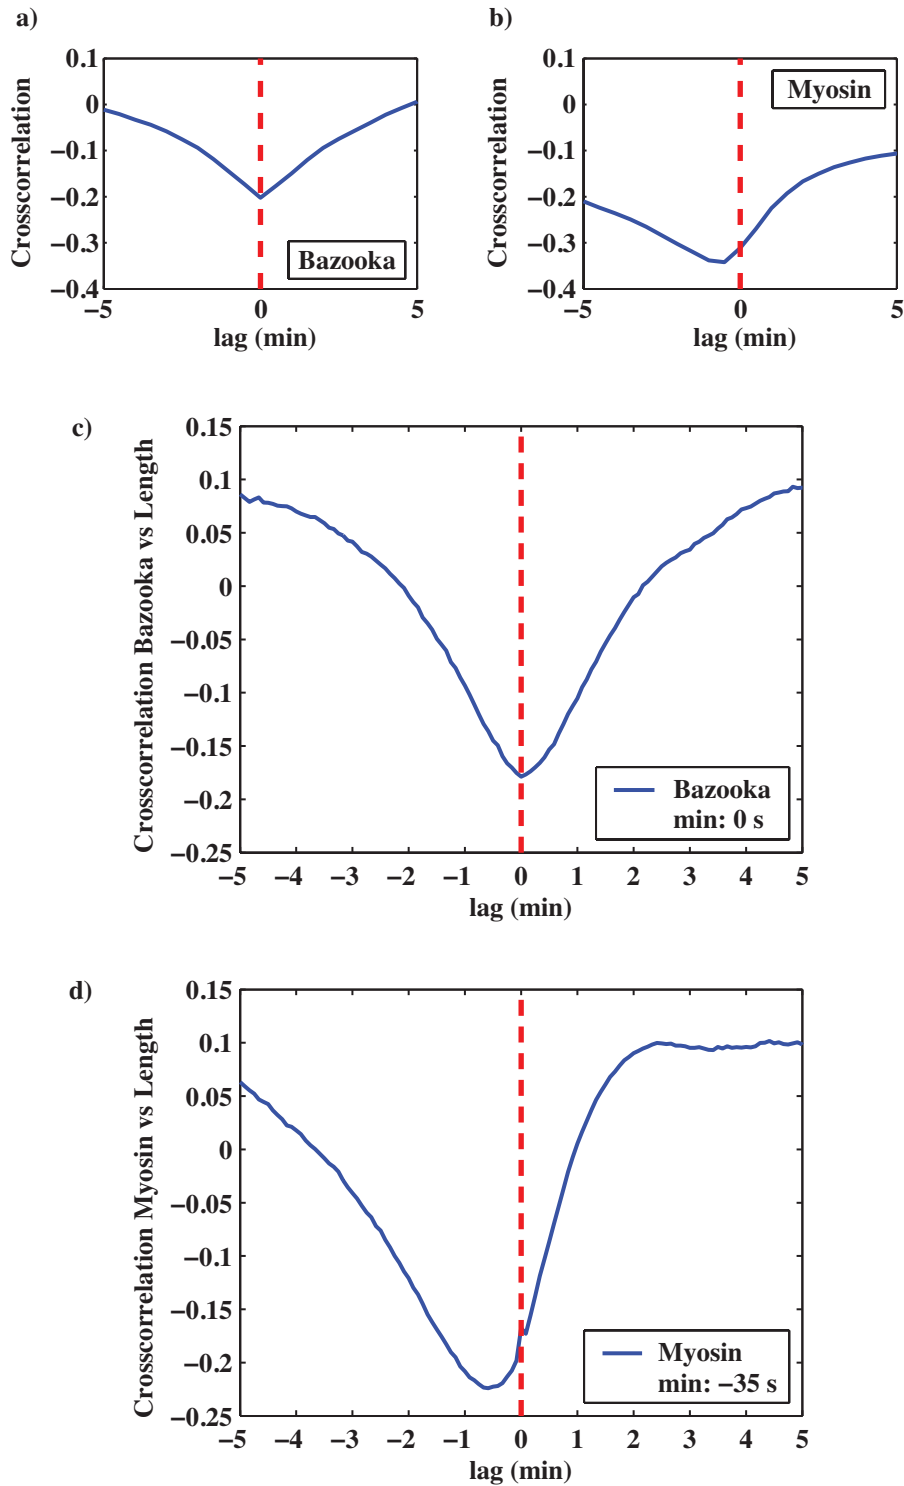 a)
Crosscorrelation
0.1
0
−0.1
−0.2
−0.3
−0.4
−5
0
5
lag (min)
Bazooka
b)
Crosscorrelation
0.1
0
−0.1
−0.2
−0.3
−0.4
−5
0
5
lag (min)
Myosin
c)
Crosscorrelation Bazooka vs Length
0.15
0.1
0.05
0
−0.05
−0.1
−0.15
−0.2
−0.25
−5 −4 −3 −2 −1 0 1 2 3 4 5
lag (min)
Bazooka
min: 0 s
d)
Crosscorrelation Myosin vs Length
0.15
0.1
0.05
0
−0.05
−0.1
−0.15
−0.2
−0.25
−5 −4 −3 −2 −1 0 1 2 3 4 5
lag (min)
Myosin
min: −35 s